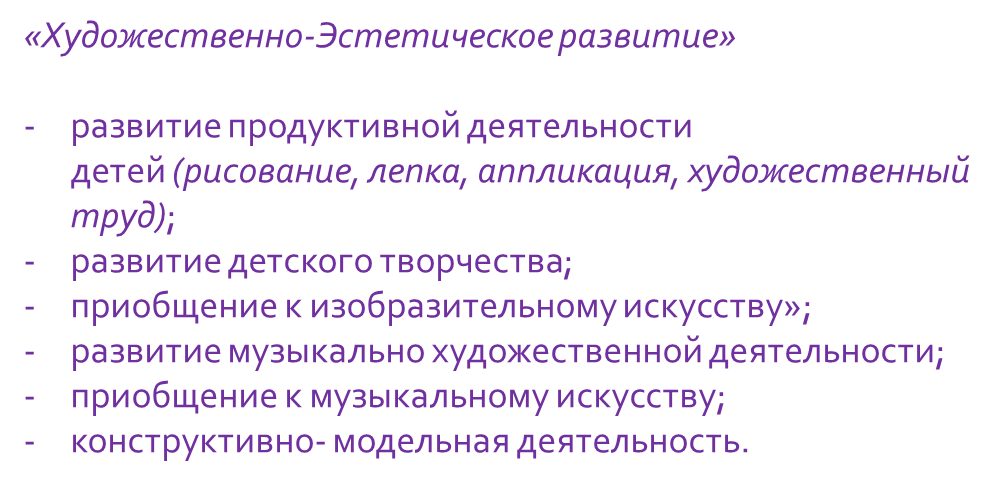 «Художественно-Эстетическое развитие»
- развитие продуктивной деятельности
детей (рисование, лепка, аппликация, художественный
труд);
- развитие детского творчества;
- приобщение к изобразительному искусству»;
- развитие музыкально художественной деятельности;
- приобщение к музыкальному искусству;
- конструктивно- модельная деятельность.